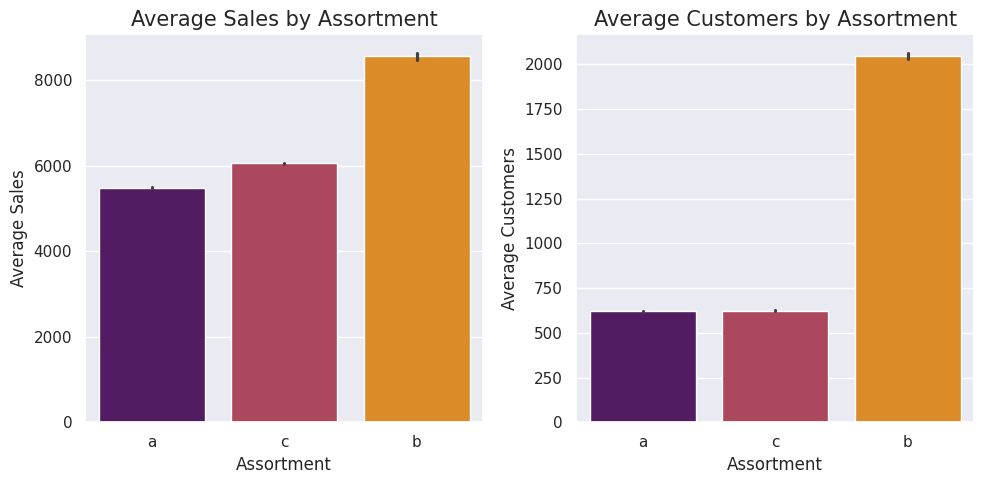 Average Sales by Assortment
Average Sales
8000
6000
4000
2000
0
a c b
Assortment
Average Customers by Assortment
Average Customers
2000
1750
1500
1250
1000
750
500
250
0
a c b
Assortment